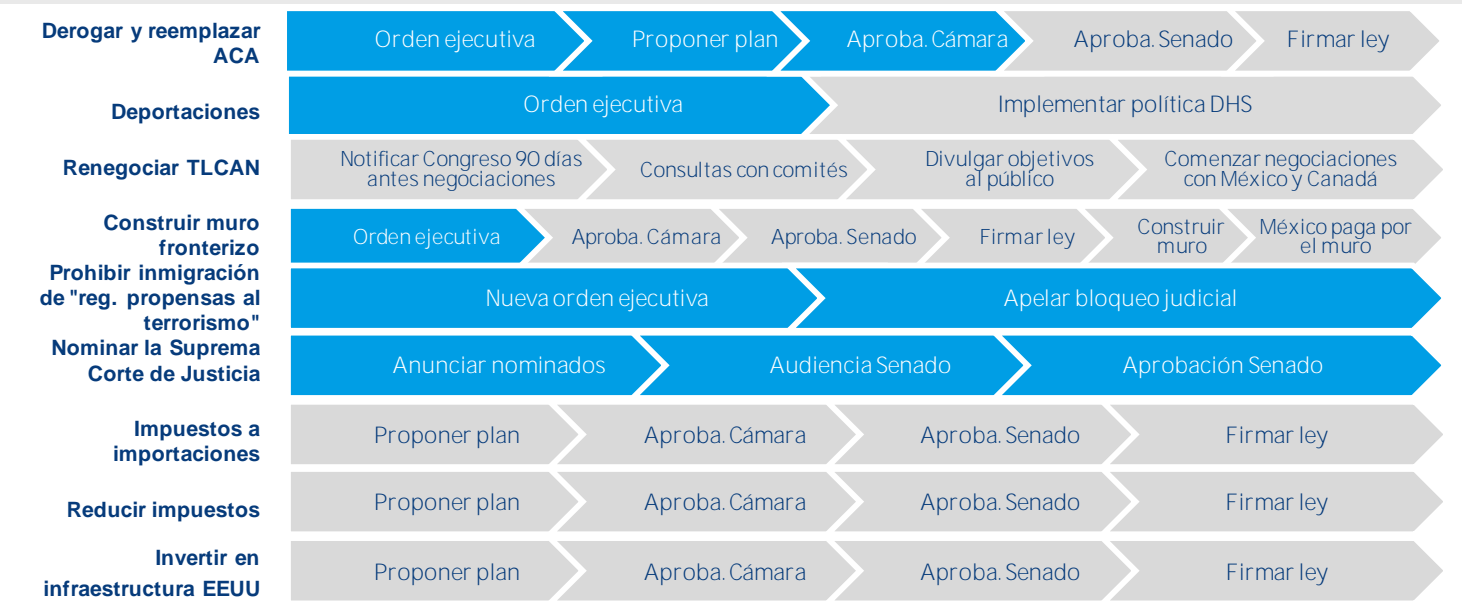 Derogar y reemplazar
ACA
Orden ejecutiva
Proponer plan
Aproba. Cámara
Aproba. Senado
Firmar ley
Deportaciones
Orden ejecutiva
Implementar política DHS
Renegociar TLCAN
Notificar Congreso 90 días
antes negociaciones
Consultas con comités
Divulgar objetivos
al público
Comenzar negociaciones
con México y Canadá
Construir muro
fronterizo
Orden ejecutiva
Aproba. Cámara
Aproba. Senado
Firmar ley
Construir
muro
México paga por
el muro
Prohibir inmigración
de "reg. propensas al
terrorismo"
Nueva orden ejecutiva
Apelar bloqueo judicial
Nominar la Suprema
Corte de Justicia
Anunciar nominados
Audiencia Senado
Aprobación Senado
Impuestos a
importaciones
Proponer plan
Aproba. Cámara
Aproba. Senado
Firmar ley
Reducir impuestos
Proponer plan
Aproba. Cámara
Aproba. Senado
Firmar ley
Invertir en
infraestructura EEUU
Proponer plan
Aproba. Cámara
Aproba. Senado
Firmar ley